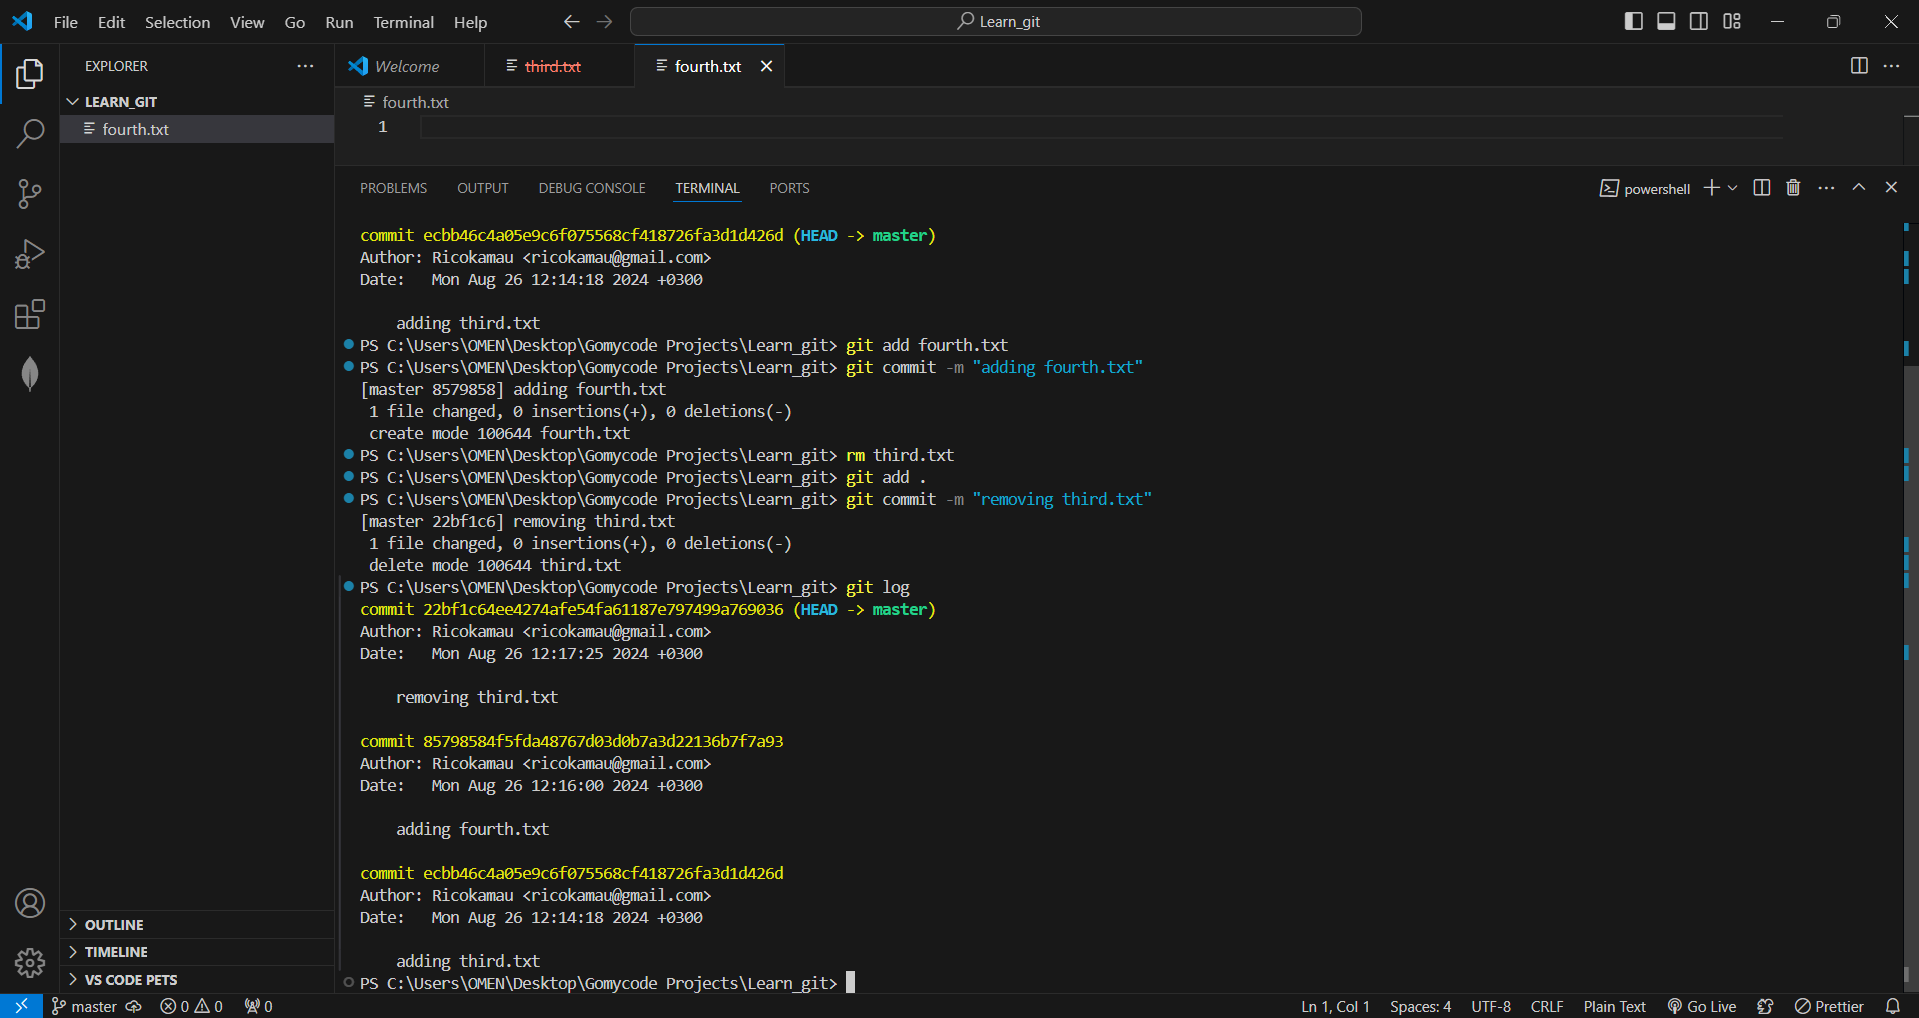 File Edit Selection View Go Run Terminal Help
Learn_git
EXPLORER
Welcome
third.txt
fourth.txt
LEARN_GIT
fourth.txt
fourth.txt
1
PROBLEMS OUTPUT DEBUG CONSOLE TERMINAL PORTS
powershell
commit ecbb46c4a05e9c6f075568cf418726fa3d1d426d (HEAD -> master)
Author: Ricokamau <ricokamau@gmail.com>
Date:   Mon Aug 26 12:14:18 2024 +0300
adding third.txt
PS C:\Users\OMEN\Desktop\Gomycode Projects\Learn_git> git add fourth.txt
PS C:\Users\OMEN\Desktop\Gomycode Projects\Learn_git> git commit -m "adding fourth.txt"
[master 8579858] adding fourth.txt
1 file changed, 0 insertions(+), 0 deletions(-)
create mode 100644 fourth.txt
PS C:\Users\OMEN\Desktop\Gomycode Projects\Learn_git> rm third.txt
PS C:\Users\OMEN\Desktop\Gomycode Projects\Learn_git> git add .
PS C:\Users\OMEN\Desktop\Gomycode Projects\Learn_git> git commit -m "removing third.txt"
[master 22bf1c6] removing third.txt
1 file changed, 0 insertions(+), 0 deletions(-)
delete mode 100644 third.txt
PS C:\Users\OMEN\Desktop\Gomycode Projects\Learn_git> git log
commit 22bf1c64ee4274afe54fa61187e797499a769036 (HEAD -> master)
Author: Ricokamau <ricokamau@gmail.com>
Date:   Mon Aug 26 12:17:25 2024 +0300
removing third.txt
commit 85798584f5fda48767d03d0b7a3d22136b7f7a93
Author: Ricokamau <ricokamau@gmail.com>
Date:   Mon Aug 26 12:16:00 2024 +0300
adding fourth.txt
commit ecbb46c4a05e9c6f075568cf418726fa3d1d426d
Author: Ricokamau <ricokamau@gmail.com>
Date:   Mon Aug 26 12:14:18 2024 +0300
adding third.txt
PS C:\Users\OMEN\Desktop\Gomycode Projects\Learn_git>
OUTLINE
TIMELINE
VS CODE PETS
master 0 0 0 Ln 1, Col 1 Spaces: 4 UTF-8 CRLF Plain Text Go Live Prettier